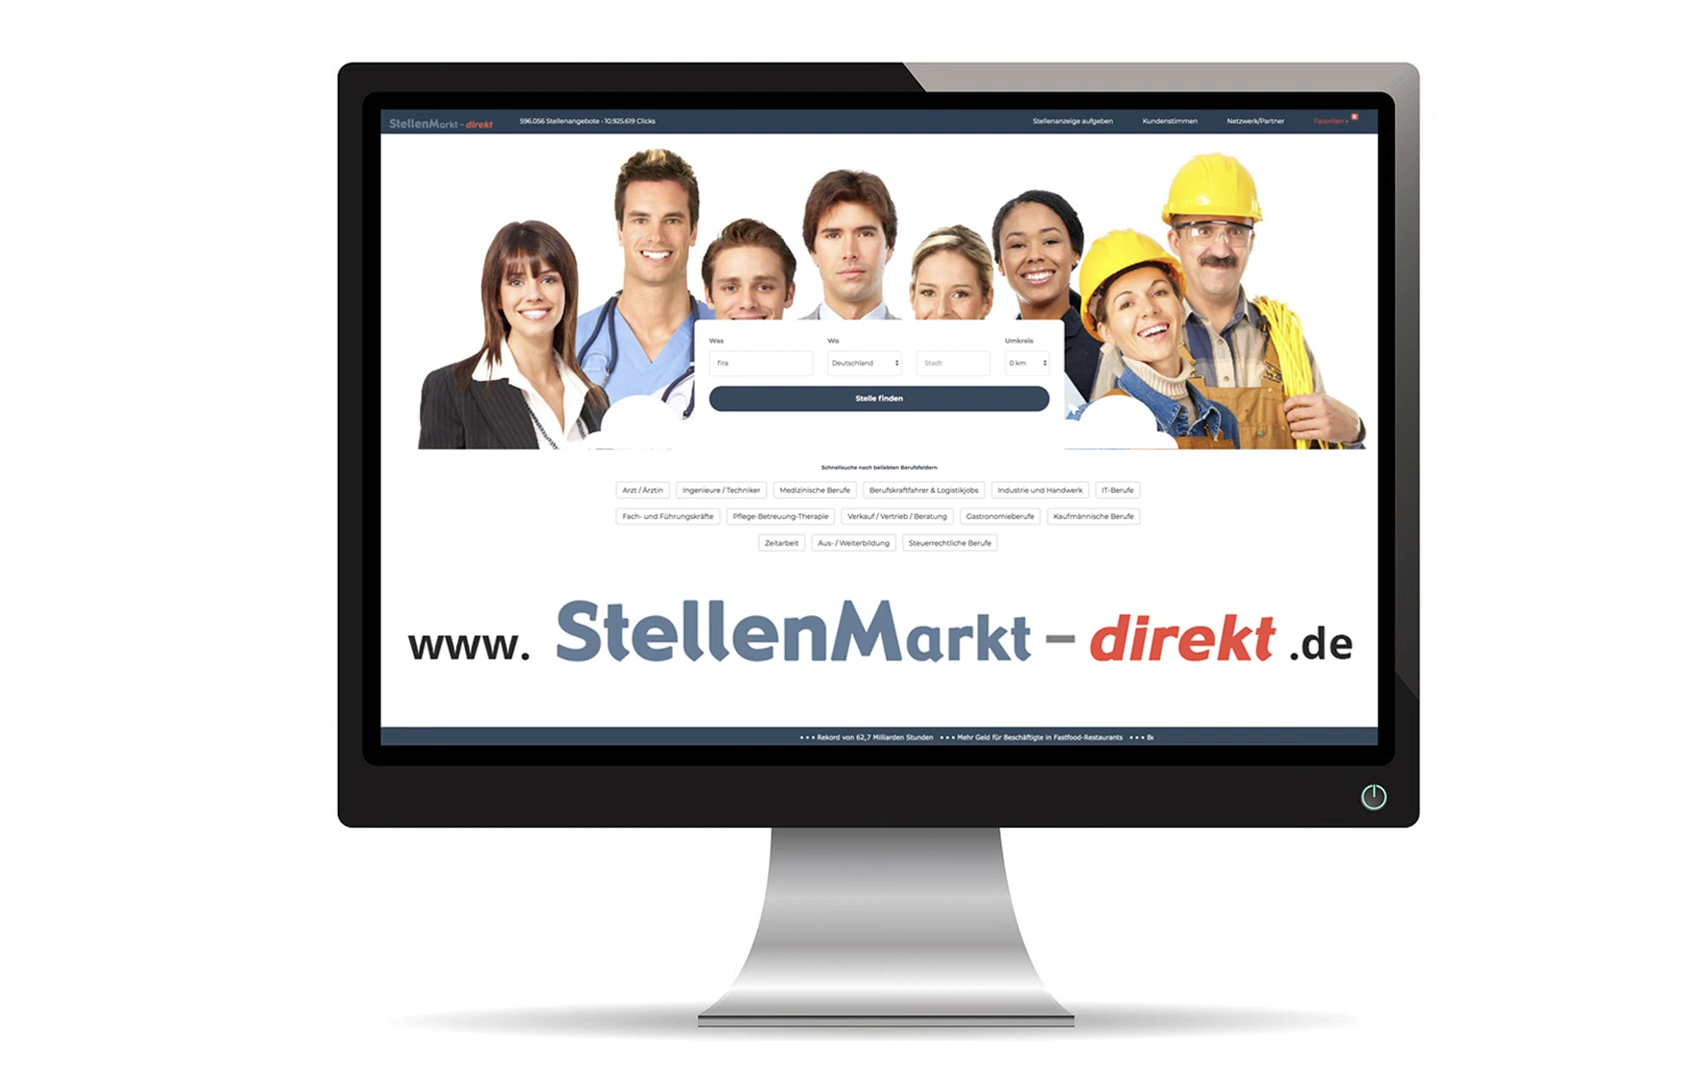 StellenMarkt - direkt 596.056 Stellenangebote - 10.925.619 Clicks Stellenanzeige aufgeben Kundenstimmen Netzwerk/Partner Favoriten
Was Wo Umkreis
fira Deutschland Stadt 0 km
Stelle finden
Schnellsuche nach beliebten Berufsfeldern
Arzt / Ärztin Ingenieure / Techniker Medizinische Berufe Berufskraftfahrer & Logistikjobs Industrie und Handwerk IT-Berufe
Fach- und Führungskräfte Pflege-Betreuung-Therapie Verkauf / Vertrieb / Beratung Gastronomieberufe Kaufmännische Berufe
Zeitarbeit Aus- / Weiterbildung Steuerrechtliche Berufe
www. StellenMarkt - direkt .de
• • • Rekord von 62,7 Milliarden Stunden • • • Mehr Geld für Beschäftigte in Fastfood-Restaurants • • •